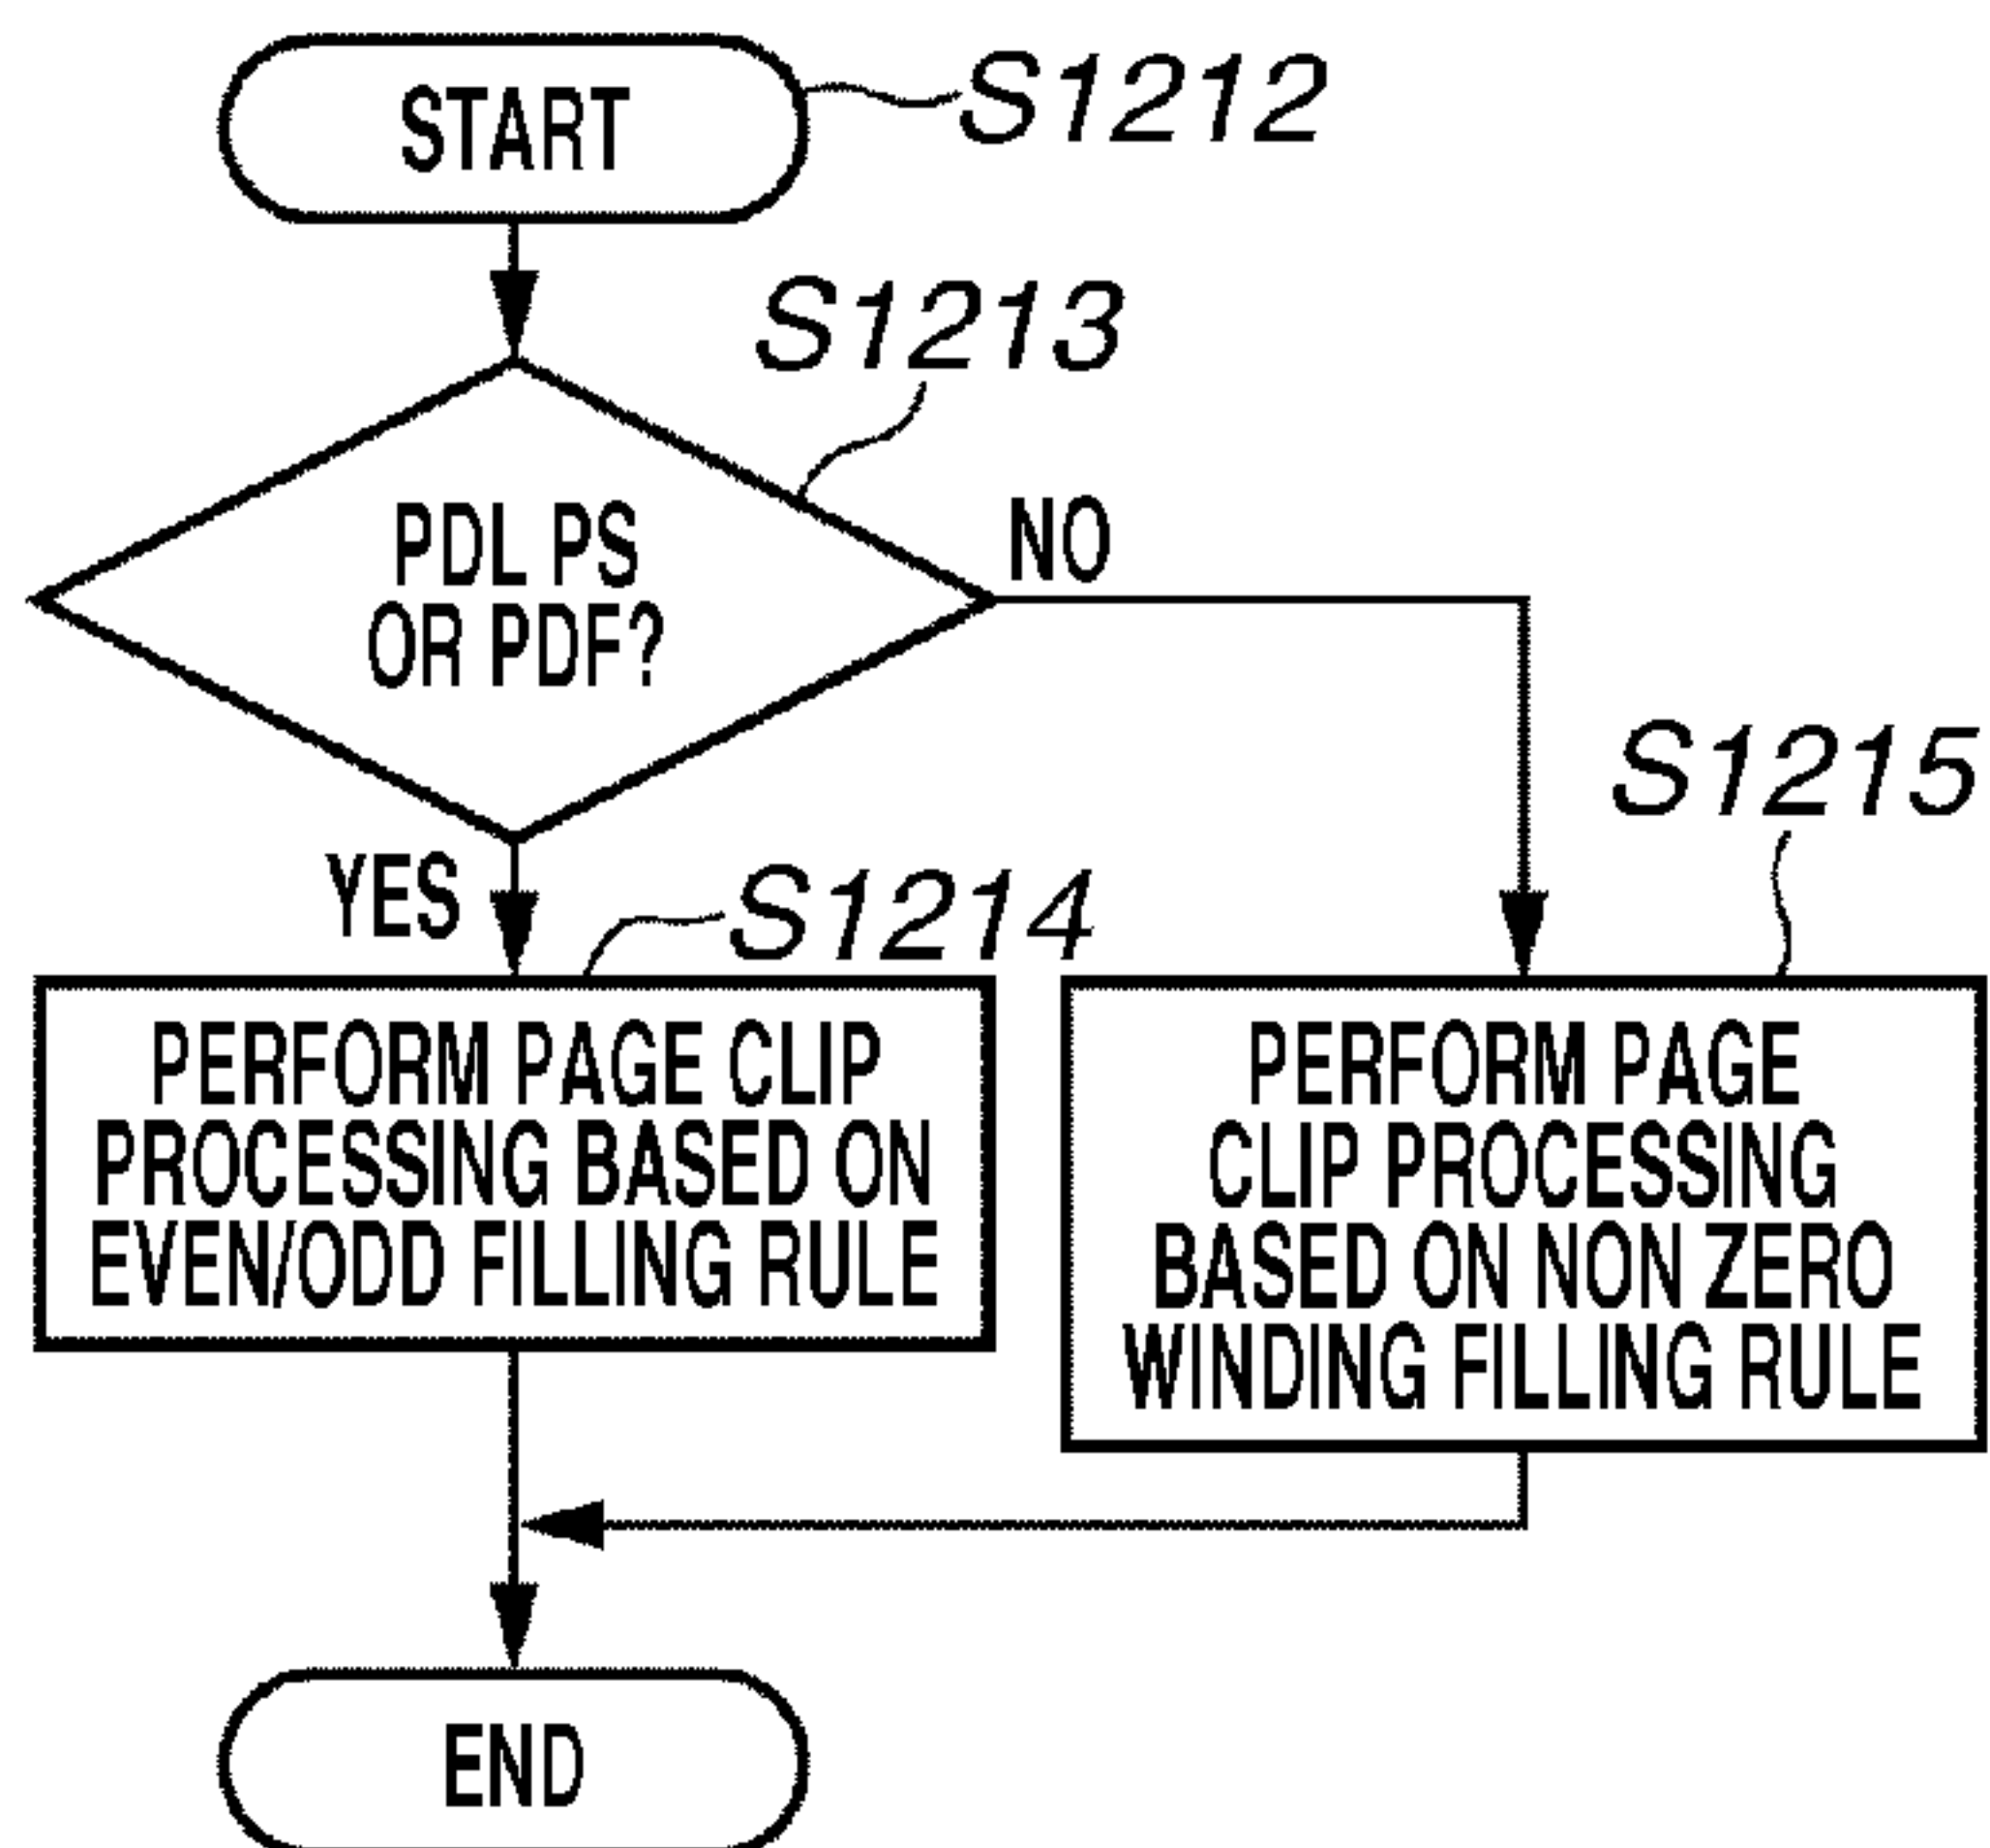 START
S1212
S1213
PDL PS
OR PDF?
NO
YES
S1214
S1215
PERFORM PAGE CLIP
PROCESSING BASED ON
EVEN/ODD FILLING RULE
PERFORM PAGE
CLIP PROCESSING
BASED ON NON ZERO
WINDING FILLING RULE
END